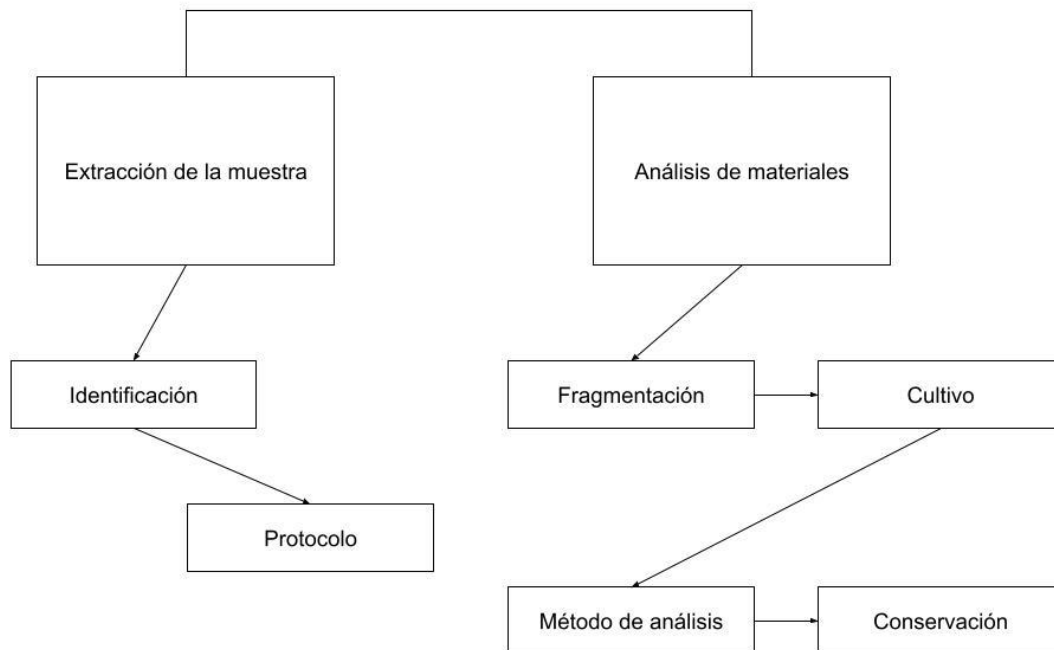 Extracción de la muestra
Análisis de materiales
Identificación
Fragmentación
Cultivo
Protocolo
Método de análisis
Conservación